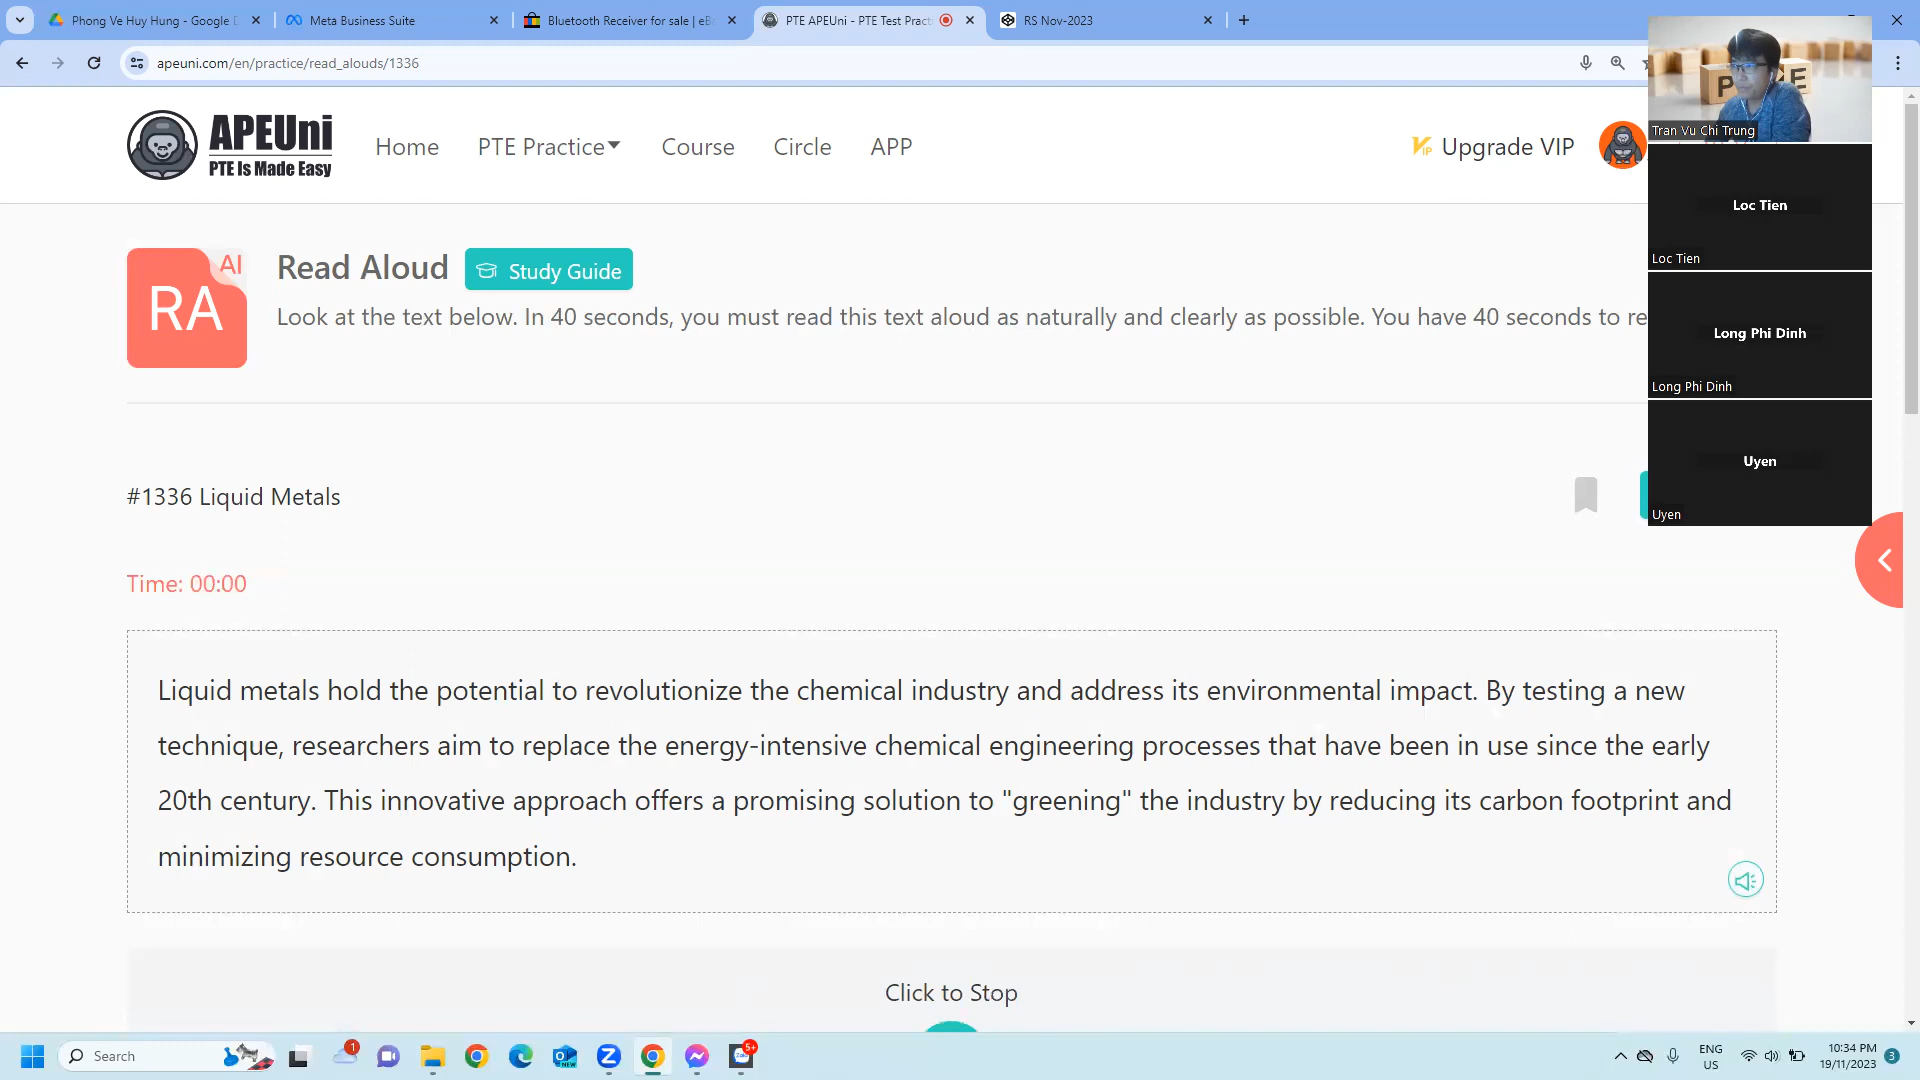 Phong Ve Huy Hung - Google D
Meta Business Suite
Bluetooth Receiver for sale | eB
PTE APEUni - PTE Test Pract
RS Nov-2023
apeuni.com/en/practice/read_alouds/1336
APEUni
PTE Is Made Easy
Home
PTE Practice
Course
Circle
APP
VIP
Upgrade VIP
Tran Vu Chi Trung
Loc Tien
Loc Tien
Long Phi Dinh
Long Phi Dinh
Uyen
Uyen
AI
RA
Read Aloud
Study Guide
Look at the text below. In 40 seconds, you must read this text aloud as naturally and clearly as possible. You have 40 seconds to re
#1336 Liquid Metals
Time: 00:00
Liquid metals hold the potential to revolutionize the chemical industry and address its environmental impact. By testing a new
technique, researchers aim to replace the energy-intensive chemical engineering processes that have been in use since the early
20th century. This innovative approach offers a promising solution to "greening" the industry by reducing its carbon footprint and
minimizing resource consumption.
Click to Stop
Search
1
NEW
Zalo
5+
ENG
US
10:34 PM
19/11/2023
3